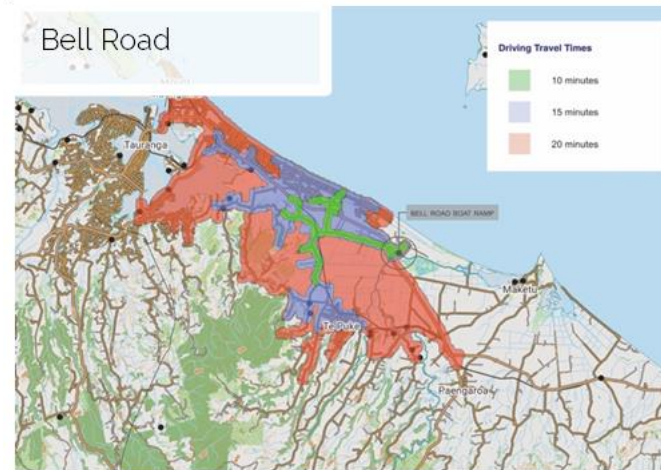 Bell Road
Driving Travel Times
10 minutes
15 minutes
20 minutes
Tauranga
BELL ROAD BOAT RAMP
Maketu
Te Puke
Paengaroa